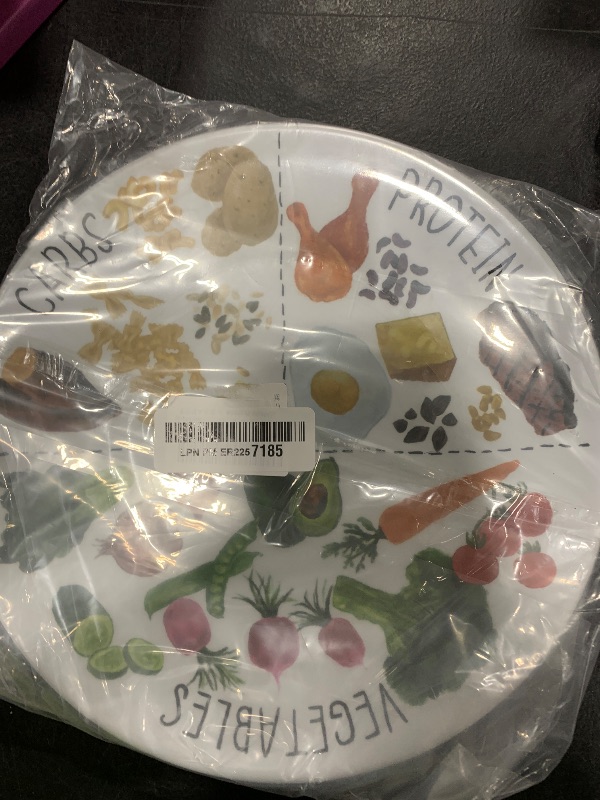 CARBS
PROTEIN
7185
VEGETABLES